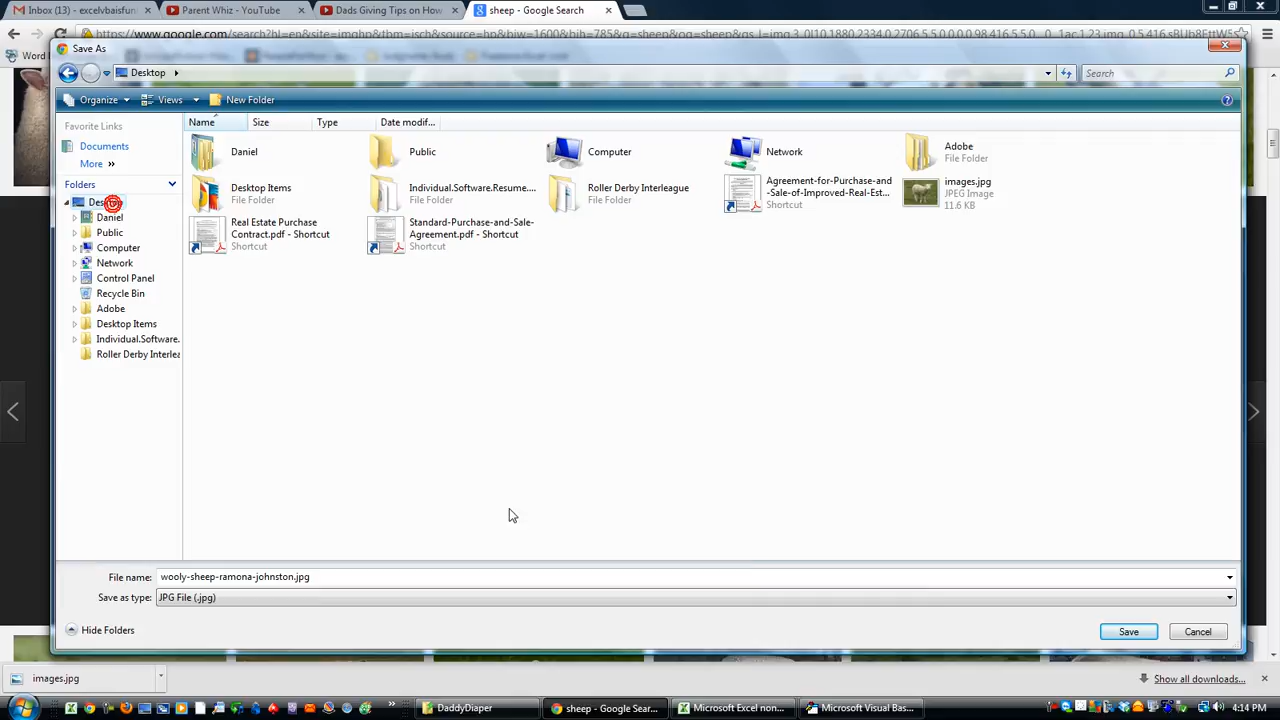 Inbox (13) - excelvbaisfun
Parent Whiz - YouTube
Dads Giving Tips on How
sheep - Google Search
Word
Save As
Desktop
Search
Organize
Views
New Folder
Favorite Links
Documents
More »
Folders
Daniel
Public
Computer
Network
Control Panel
Recycle Bin
Adobe
Desktop Items
Individual.Software.
Roller Derby Interlea
Name
Size
Type
Date modif...
Daniel
Public
Computer
Network
Adobe
File Folder
Desktop Items
File Folder
Individual.Software.Resume....
File Folder
Roller Derby Interleague
File Folder
Agreement-for-Purchase-and
-Sale-of-Improved-Real-Est...
Shortcut
images.jpg
JPEG Image
11.6 KB
Real Estate Purchase
Contract.pdf - Shortcut
Shortcut
Standard-Purchase-and-Sale-
Agreement.pdf - Shortcut
Shortcut
File name:
wooly-sheep-ramona-johnston.jpg
Save as type:
JPG File (.jpg)
Hide Folders
Save
Cancel
images.jpg
Show all downloads...
DaddyDiaper
sheep - Google Sear...
Microsoft Excel non...
Microsoft Visual Bas...
4:14 PM